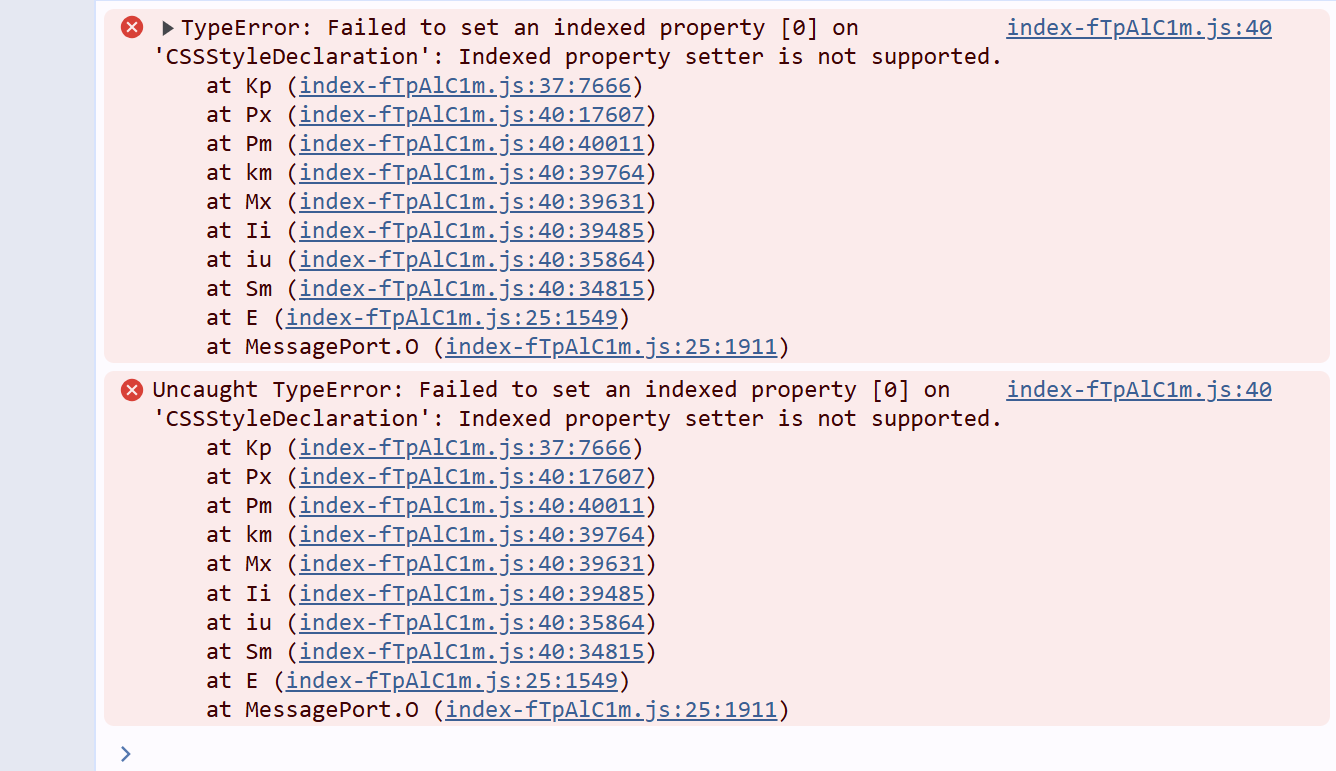 TypeError: Failed to set an indexed property [0] on index-fTpAlC1m.js:40
'CSSStyleDeclaration': Indexed property setter is not supported.
at Kp (index-fTpAlC1m.js:37:7666)
at Px (index-fTpAlC1m.js:40:17607)
at Pm (index-fTpAlC1m.js:40:40011)
at km (index-fTpAlC1m.js:40:39764)
at Mx (index-fTpAlC1m.js:40:39631)
at Ii (index-fTpAlC1m.js:40:39485)
at iu (index-fTpAlC1m.js:40:35864)
at Sm (index-fTpAlC1m.js:40:34815)
at E (index-fTpAlC1m.js:25:1549)
at MessagePort.O (index-fTpAlC1m.js:25:1911)
Uncaught TypeError: Failed to set an indexed property [0] on index-fTpAlC1m.js:40
'CSSStyleDeclaration': Indexed property setter is not supported.
at Kp (index-fTpAlC1m.js:37:7666)
at Px (index-fTpAlC1m.js:40:17607)
at Pm (index-fTpAlC1m.js:40:40011)
at km (index-fTpAlC1m.js:40:39764)
at Mx (index-fTpAlC1m.js:40:39631)
at Ii (index-fTpAlC1m.js:40:39485)
at iu (index-fTpAlC1m.js:40:35864)
at Sm (index-fTpAlC1m.js:40:34815)
at E (index-fTpAlC1m.js:25:1549)
at MessagePort.O (index-fTpAlC1m.js:25:1911)